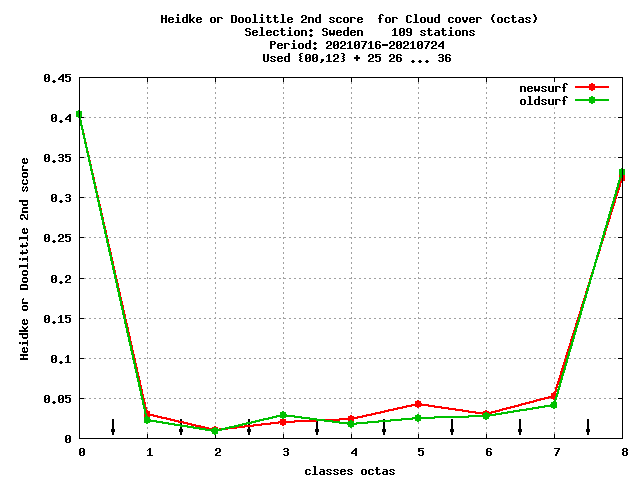 Heidke or Doolittle 2nd score  for Cloud cover (octas)
Selection: Sweden    109 stations
Period: 20210716-20210724
Used {00,12} + 25 26 ... 36
newsurf
oldsurf
Heidke or Doolittle 2nd score
0.45
0.4
0.35
0.3
0.25
0.2
0.15
0.1
0.05
0
0 1 2 3 4 5 6 7 8
classes octas